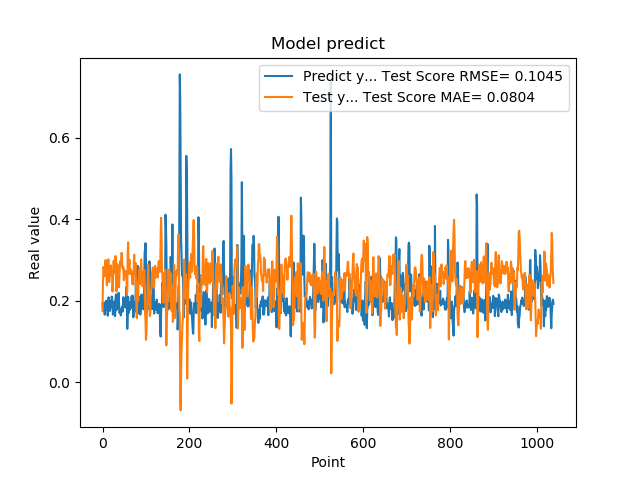 Model predict
Predict y... Test Score RMSE= 0.1045
Test y... Test Score MAE= 0.0804
Real value
0.6
0.4
0.2
0.0
0 200 400 600 800 1000
Point